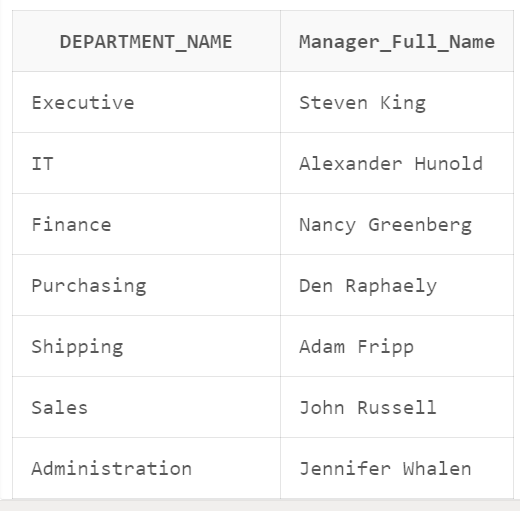 DEPARTMENT_NAME Manager_Full_Name
Executive Steven King
IT Alexander Hunold
Finance Nancy Greenberg
Purchasing Den Raphaely
Shipping Adam Fripp
Sales John Russell
Administration Jennifer Whalen